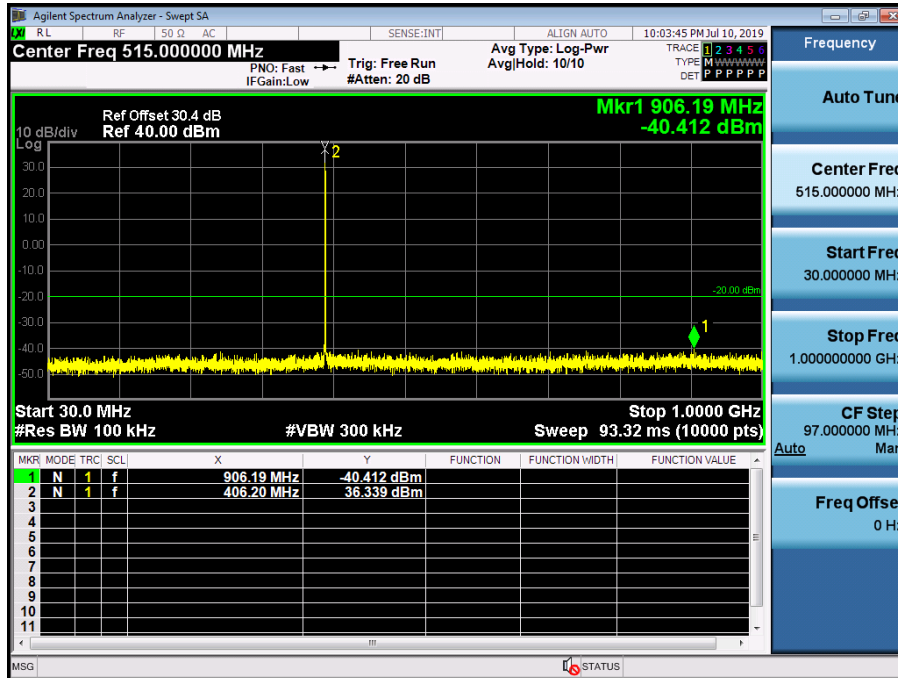 Agilent Spectrum Analyzer - Swept SA
RL RF 50 Ω AC SENSE:INT ALIGN AUTO 10:03:45 PM Jul 10, 2019
Center Freq 515.000000 MHz
PNO: Fast
IFGain:Low
Trig: Free Run
#Atten: 20 dB
Avg Type: Log-Pwr
Avg|Hold: 10/10
TRACE 1 2 3 4 5 6
TYPE M WWWWW
DET P P P P P P
Ref Offset 30.4 dB
Ref 40.00 dBm
10 dB/div
Log
Mkr1 906.19 MHz
-40.412 dBm
2
30.0
20.0
10.0
0.00
-10.0
-20.0
-20.00 dBm
-30.0
1
-40.0
-50.0
Start 30.0 MHz Stop 1.0000 GHz
#Res BW 100 kHz #VBW 300 kHz Sweep 93.32 ms (10000 pts)
MKR MODE TRC SCL X Y FUNCTION FUNCTION WIDTH FUNCTION VALUE
1 N 1 f 906.19 MHz -40.412 dBm
2 N 1 f 406.20 MHz 36.339 dBm
3
4
5
6
7
8
9
10
11
MSG STATUS
Frequency
Auto Tune
Center Freq
515.000000 MHz
Start Freq
30.000000 MHz
Stop Freq
1.000000000 GHz
CF Step
97.000000 MHz
Auto Man
Freq Offset
0 Hz